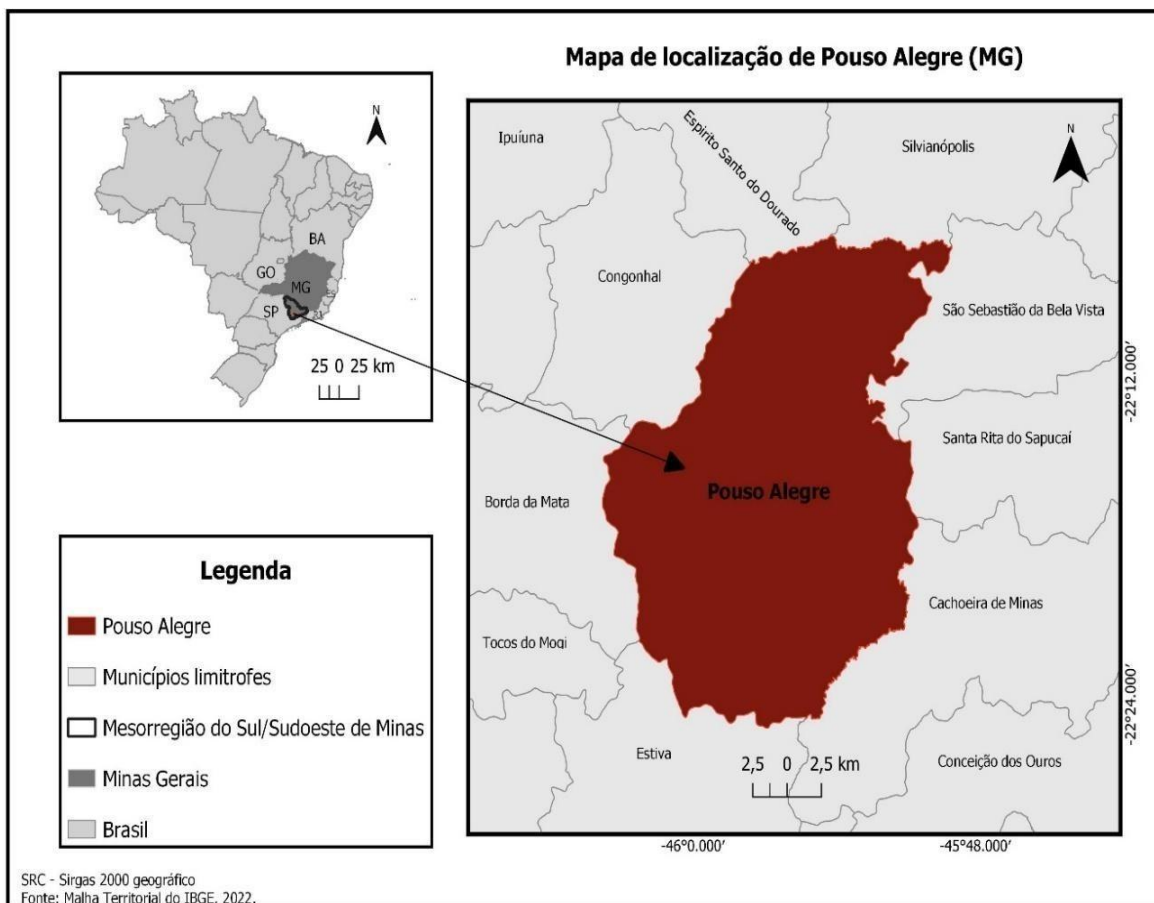 Mapa de localização de Pouso Alegre (MG)
N
BA
GO
MG
SP
25 0 25 km
Legenda
Pouso Alegre
Municípios limitrofes
Mesorregião do Sul/Sudoeste de Minas
Minas Gerais
Brasil
N
Ipuíuna
Espirito Santo do Dourado
Silvianópolis
Congonhal
São Sebastião da Bela Vista
Santa Rita do Sapucaí
Borda da Mata
Pouso Alegre
Cachoeira de Minas
Tocos do Mogi
Estiva
2,5 0 2,5 km
Conceição dos Ouros
-22°12.000'
-22°24.000'
-46°0.000'
-45°48.000'
SRC - Sirgas 2000 geográfico
Fonte: Malha Territorial do IBGE, 2022.